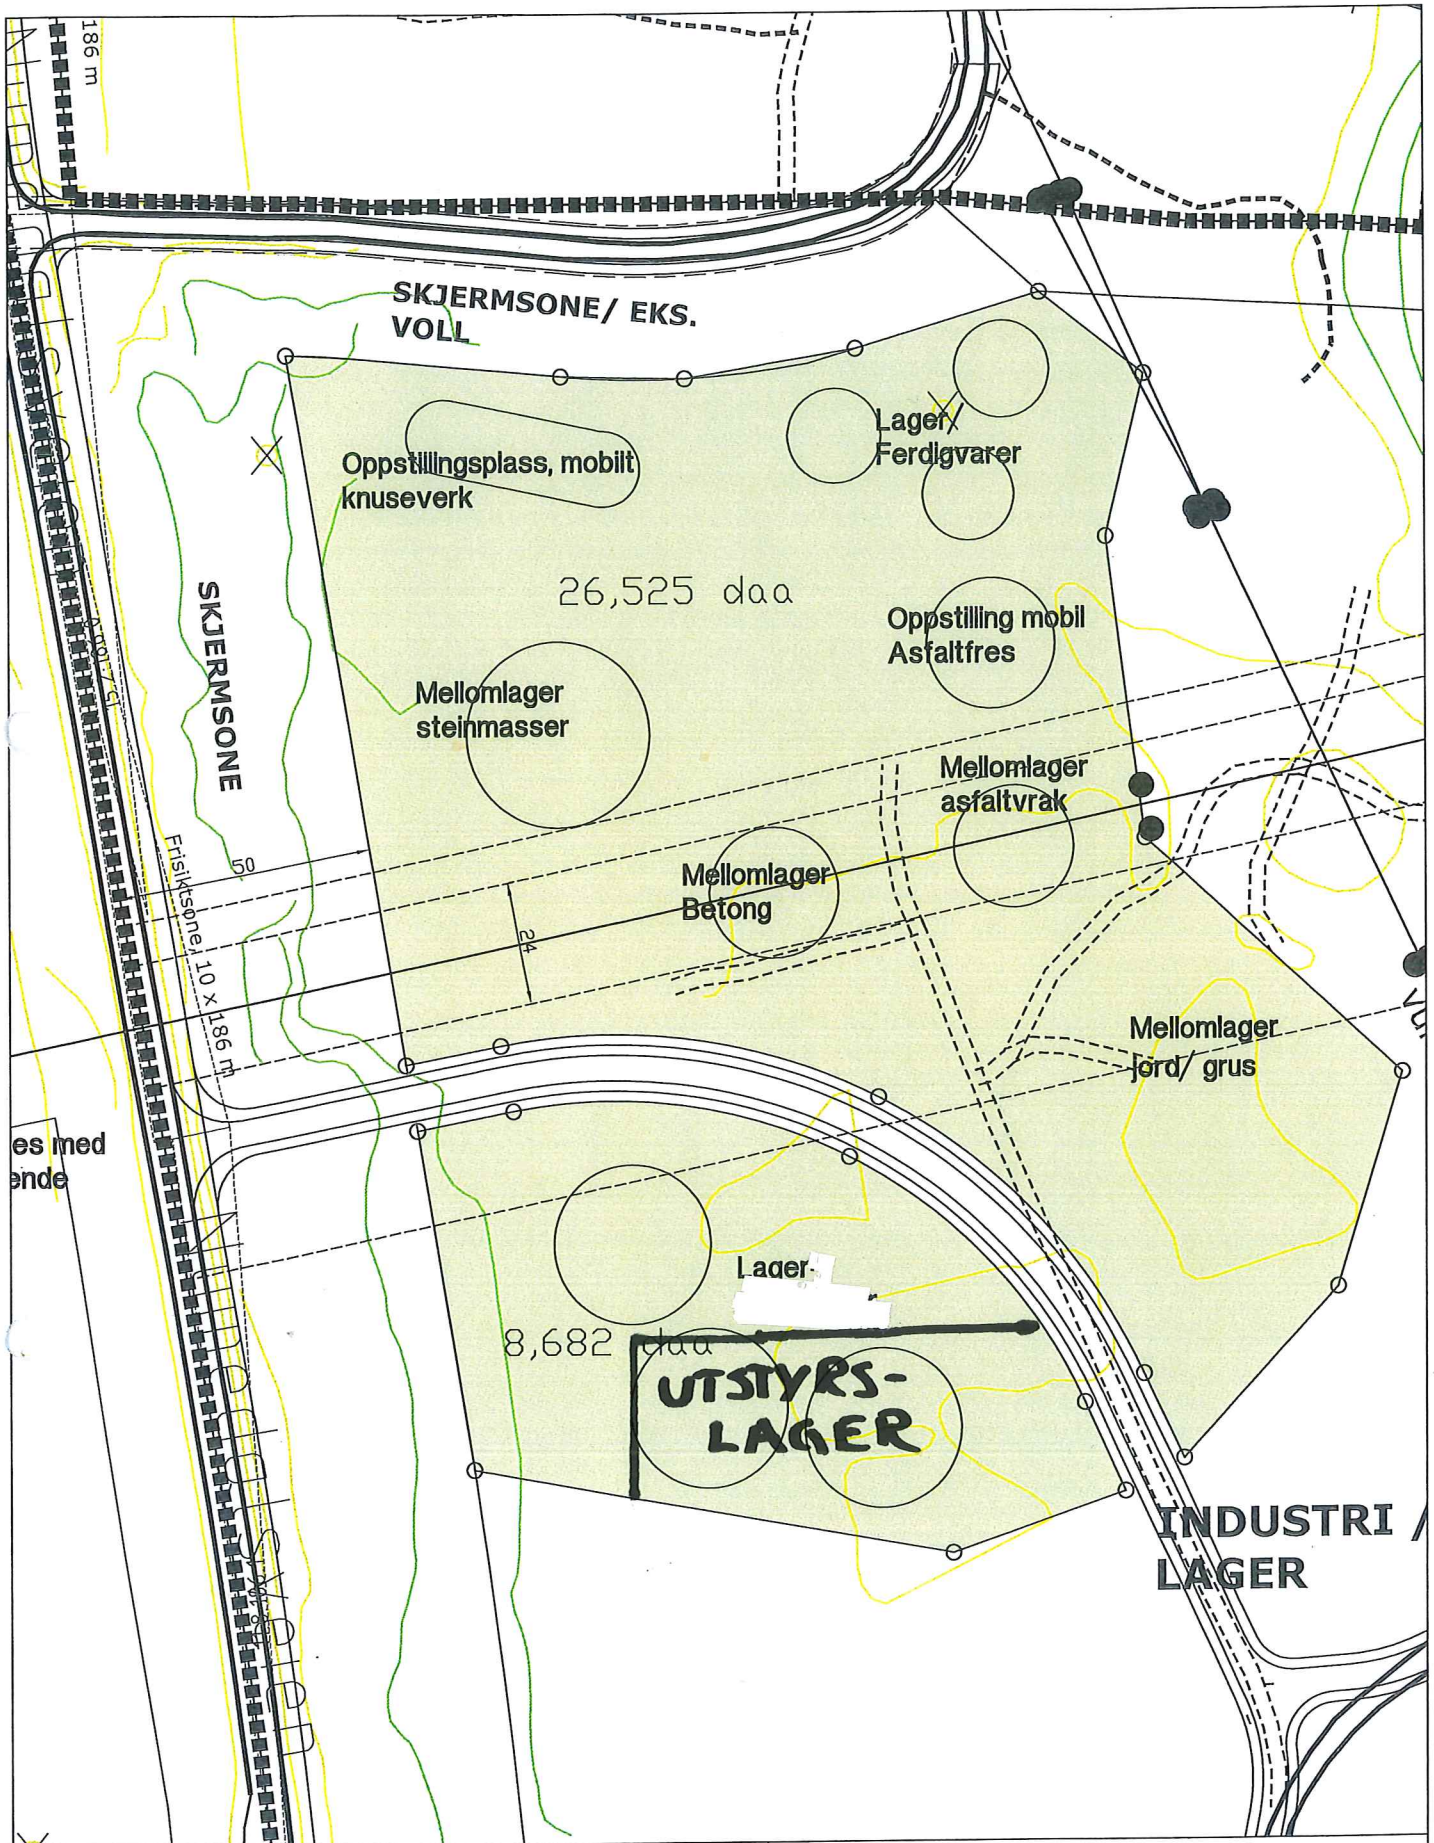 186 m
SKJERMSONE/ EKS.
VOLL
Lager/
Ferdigvarer
Oppstillingsplass, mobilt
knuseverk
26,525 daa
SKJERMSONE
Oppstilling mobil
Asfaltfres
Mellomlager
steinmasser
Mellomlager
asfaltvrak
50
Mellomlager
Betong
24
Frisiktsone 10 x 186 m
Mellomlager
jord/ grus
es med
ende
Lager
8,682 daa
UTSTYRS-
LAGER
INDUSTRI /
LAGER